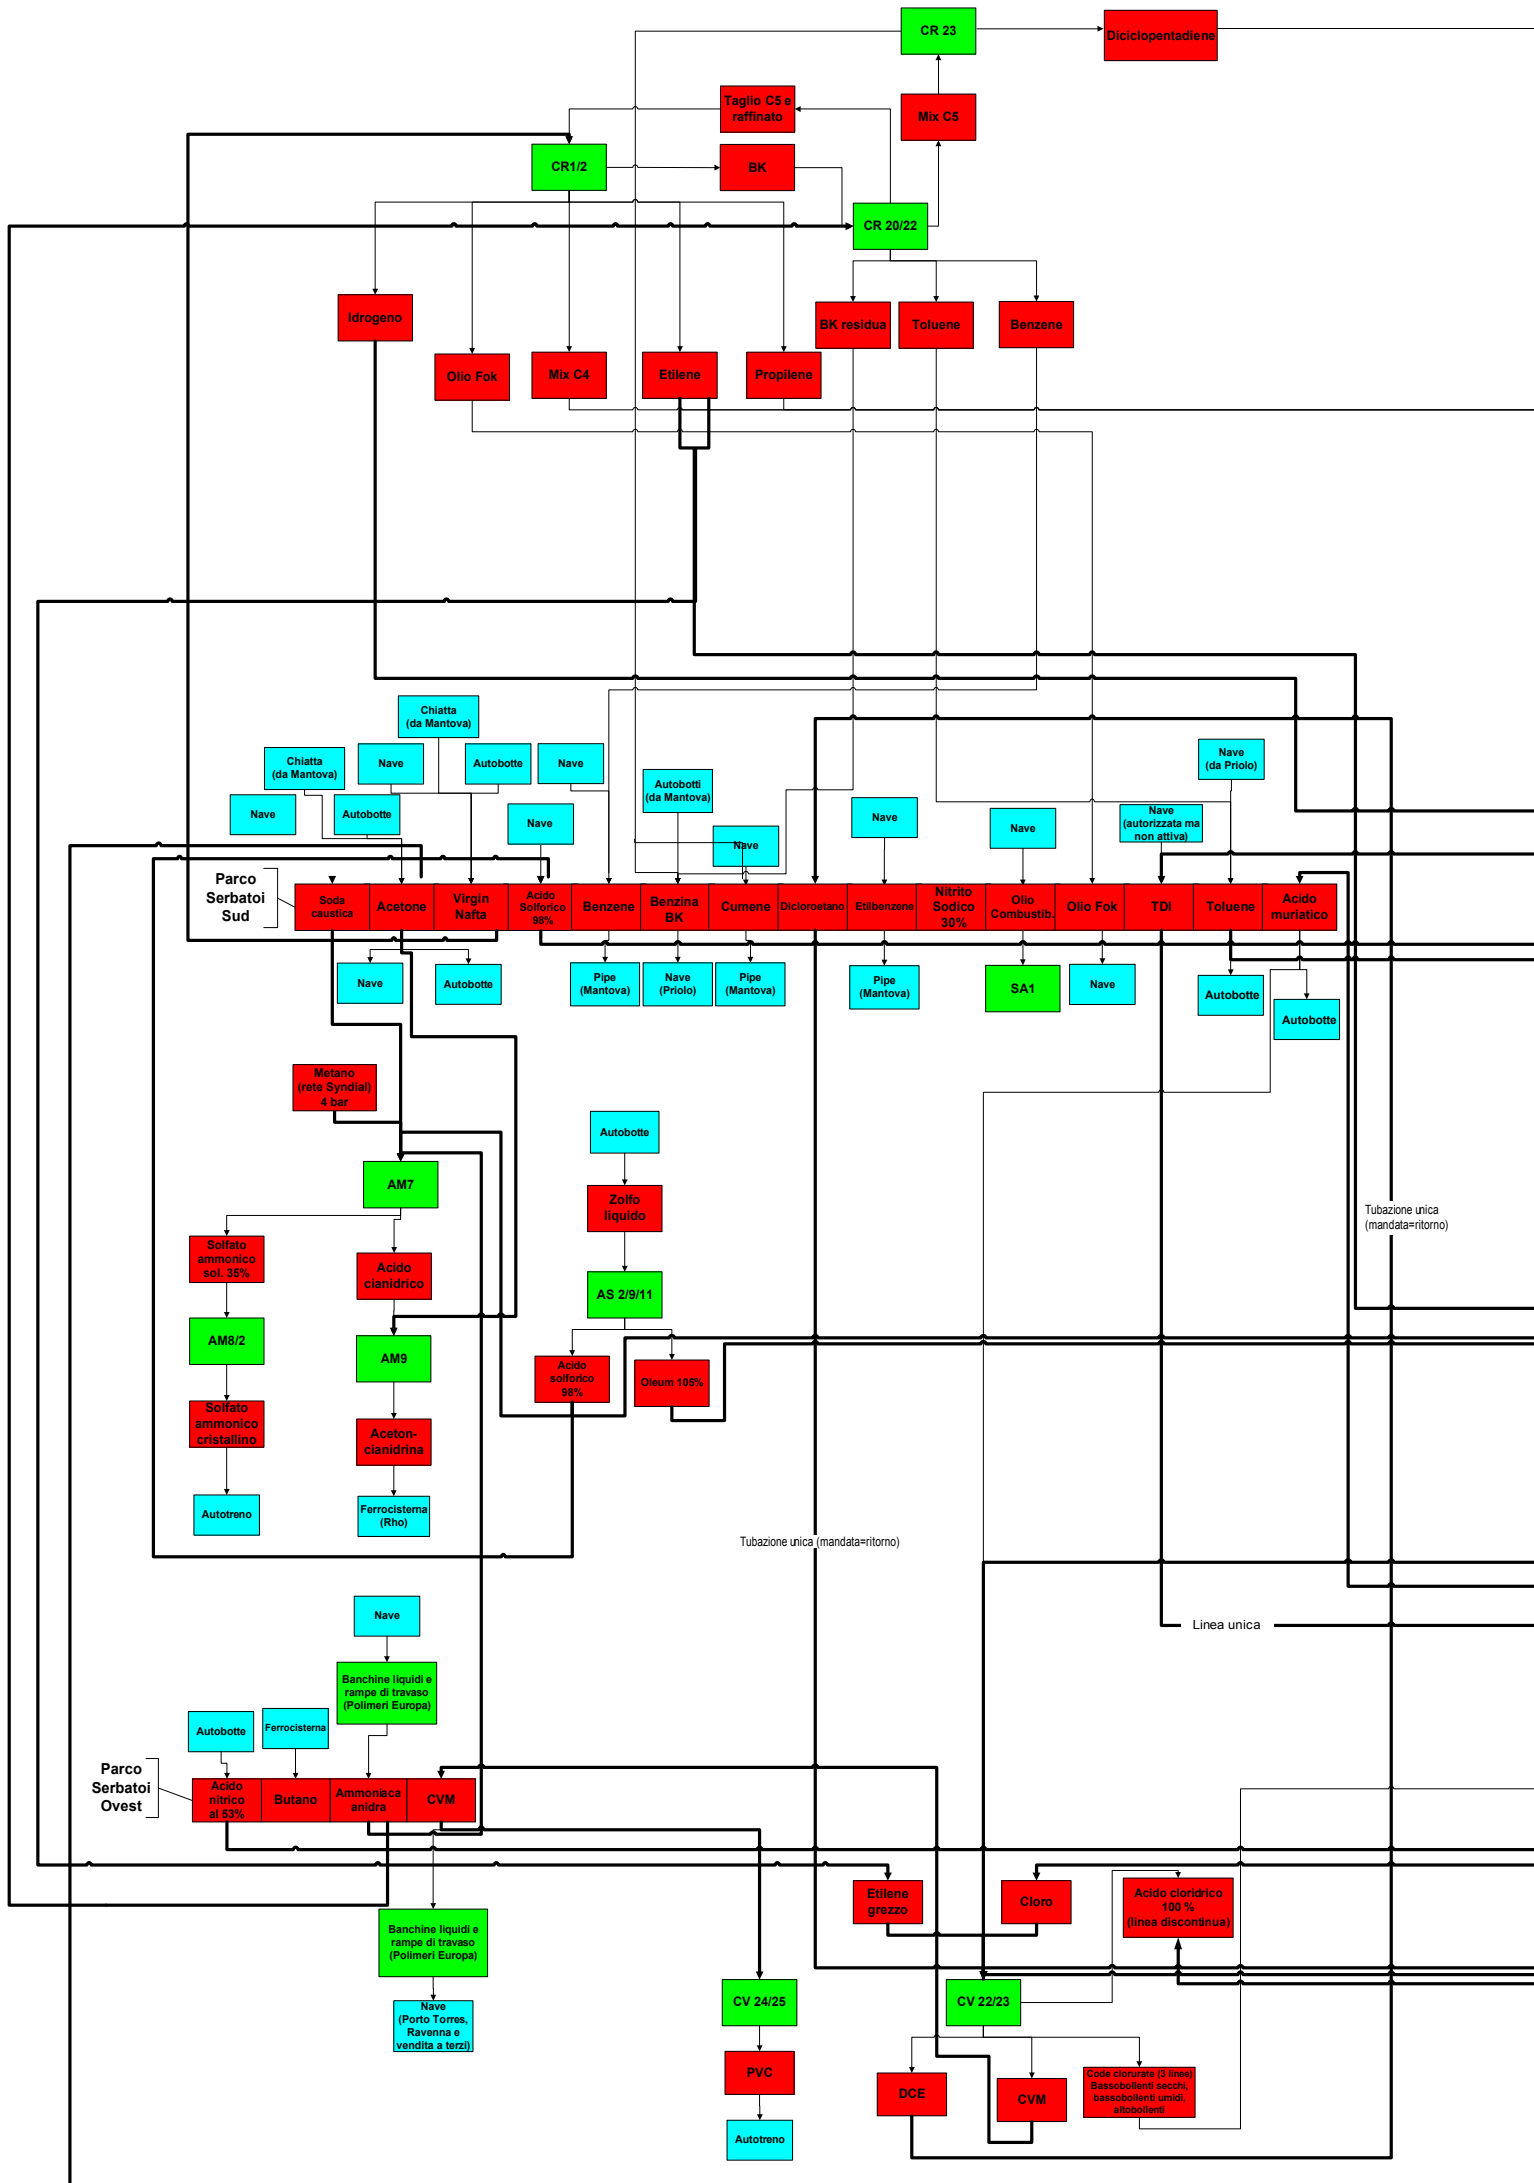 CR 23
Diciclopentadiene
Taglio C5 e
raffinato
Mix C5
CR1/2
BK
CR 20/22
Idrogeno
BK residua
Toluene
Benzene
Olio Fok
Mix C4
Etilene
Propilene
Chiatta
(da Mantova)
Chiatta
(da Mantova)
Nave
Autobotte
Nave
Nave
(da Priolo)
Autobotti
(da Mantova)
Nave
Autobotte
Nave
Nave
Nave
Nave
Nave
(autorizzata ma
non attiva)
Parco
Serbatoi
Sud
Soda
caustica
Acetone
Virgin
Nafta
Acido
Solforico
98%
Benzene
Benzina
BK
Cumene
Dicloroetano
Etilbenzene
Nitrito
Sodico
30%
Olio
Combustib.
Olio Fok
TDI
Toluene
Acido
muriatico
Nave
Autobotte
Pipe
(Mantova)
Nave
(Priolo)
Pipe
(Mantova)
Pipe
(Mantova)
SA1
Nave
Autobotte
Autobotte
Metano
(rete Syndial)
4 bar
Autobotte
AM7
Zolfo
liquido
Tubazione unica
(mandata=ritorno)
Solfato
ammonico
sol. 35%
Acido
cianidrico
AS 2/9/11
AM8/2
AM9
Acido
solforico
98%
Oleum 105%
Solfato
ammonico
cristallino
Aceton-
cianidrina
Autotreno
Ferrocisterna
(Rho)
Tubazione unica (mandata=ritorno)
Nave
Linea unica
Banchine liquidi e
rampe di travaso
(Polimeri Europa)
Autobotte
Ferrocisterna
Parco
Serbatoi
Ovest
Acido
nitrico
al 53%
Butano
Ammoniaca
anidra
CVM
Etilene
grezzo
Cloro
Acido cloridrico
100 %
(linea discontinua)
Banchine liquidi e
rampe di travaso
(Polimeri Europa)
CV 24/25
CV 22/23
Nave
(Porto Torres,
Ravenna e
vendita a terzi)
PVC
DCE
CVM
Code clorurate (3 linee)
Bassobollenti secchi,
bassobollenti umidi,
altobollenti
Autotreno